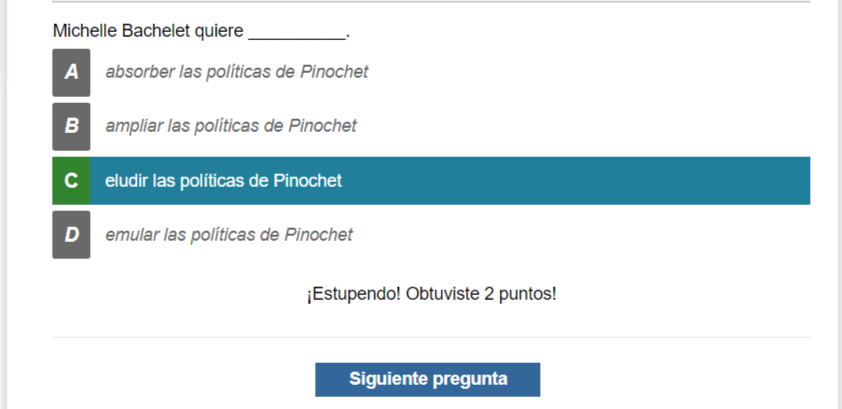 Michelle Bachelet quiere __________.
A absorber las políticas de Pinochet
B ampliar las políticas de Pinochet
C eludir las políticas de Pinochet
D emular las políticas de Pinochet
¡Estupendo! Obtuviste 2 puntos!
Siguiente pregunta